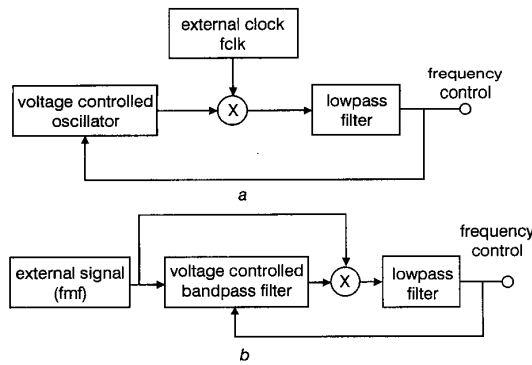 external clock
fclk
frequency
control
voltage controlled
oscillator
X
lowpass
filter
a
frequency
control
external signal
(fmf)
voltage controlled
bandpass filter
X
lowpass
filter
b